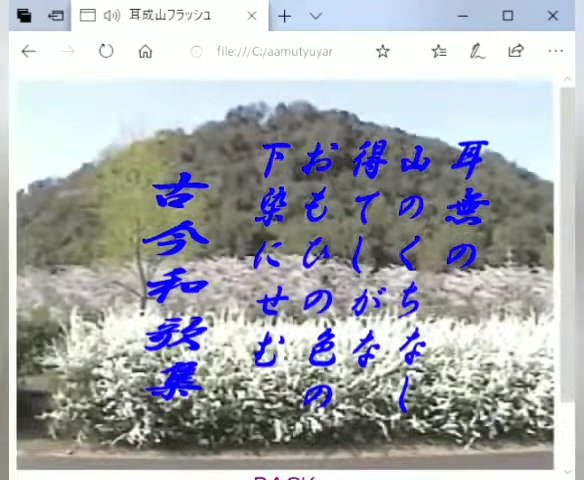 耳成山フラッシュ
file:///C:/aamutyuyar
耳無の
山のくちなし
得てしがな
おもひの色の
下染にせむ
古今和歌集
BACK